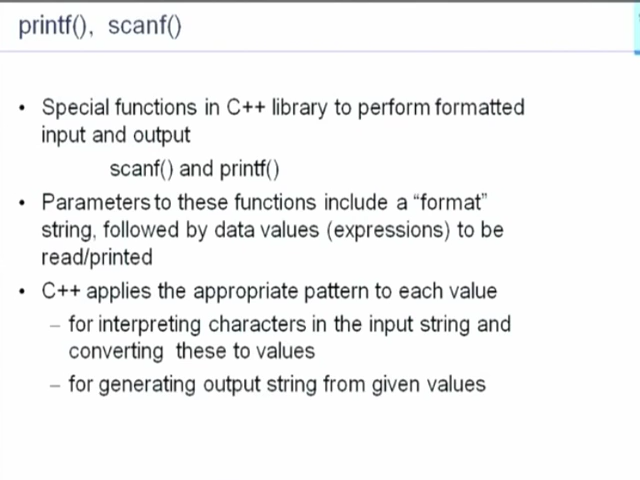 printf(), scanf()
• Special functions in C++ library to perform formatted
input and output
scanf() and printf()
• Parameters to these functions include a “format”
string, followed by data values (expressions) to be
read/printed
• C++ applies the appropriate pattern to each value
– for interpreting characters in the input string and
converting these to values
– for generating output string from given values